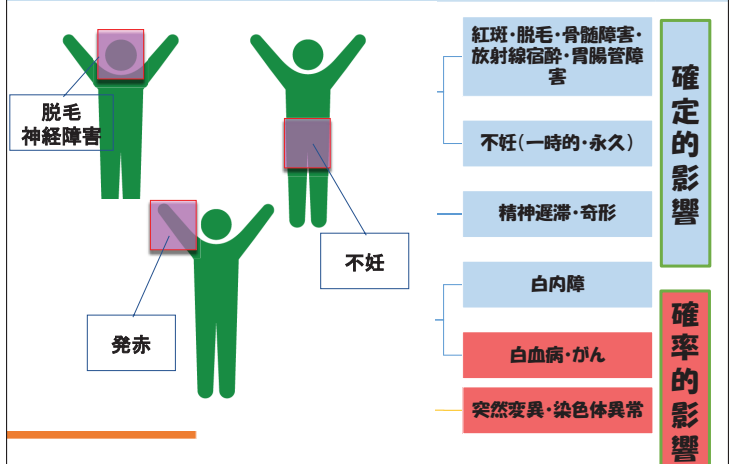 脱毛
神経障害
発赤
不妊
紅斑・脱毛・骨髄障害・
放射線宿酔・胃腸管障
害
不妊(一時的・永久)
精神遅滞・奇形
白内障
白血病・がん
突然変異・染色体異常
確定的影響
確率的影響